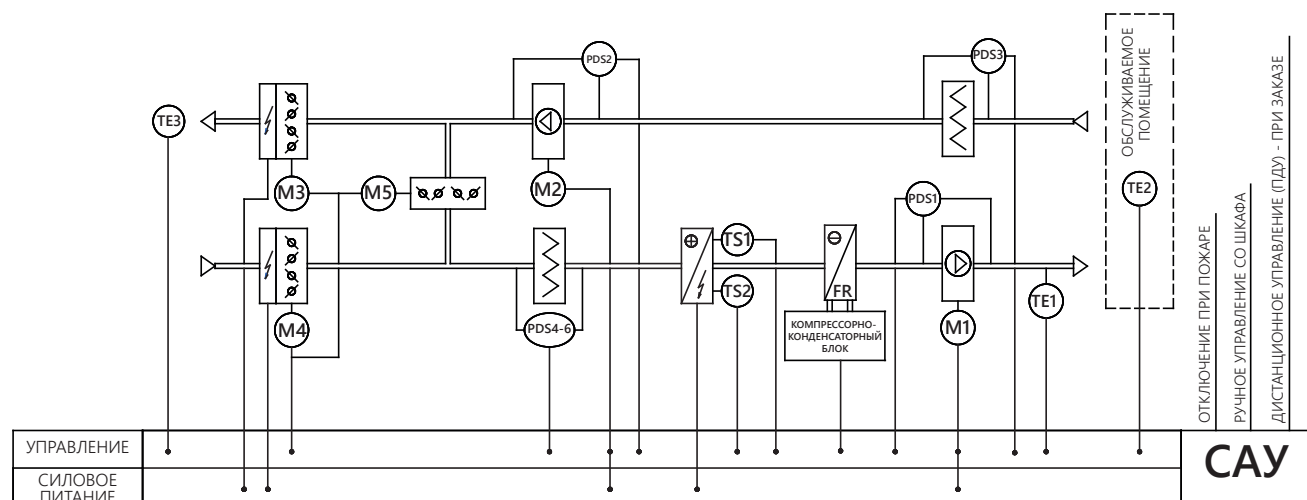 PDS2
PDS3
ОБСЛУЖИВАЕМОЕ
ПОМЕЩЕНИЕ
TE3
M3
M5
M2
TE2
PDS1
TS1
TS2
FR
TE1
M4
PDS4-6
КОМПРЕССОРНО-
КОНДЕНСАТОРНЫЙ
БЛОК
M1
ОТКЛЮЧЕНИЕ ПРИ ПОЖАРЕ
РУЧНОЕ УПРАВЛЕНИЕ СО ШКАФА
ДИСТАНЦИОННОЕ УПРАВЛЕНИЕ (ПДУ) - ПРИ ЗАКАЗЕ
УПРАВЛЕНИЕ
СИЛОВОЕ
ПИТАНИЕ
САУ